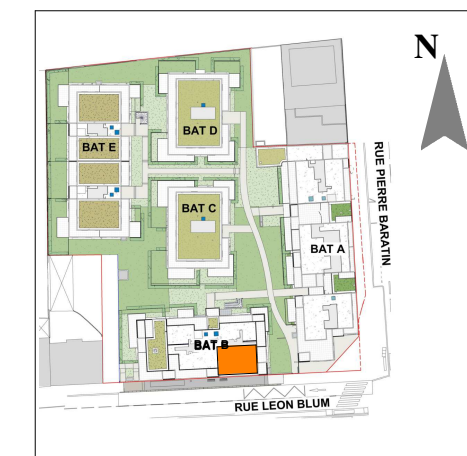 N
BAT D
BAT E
RUE PIERRE BARATIN
BAT C
BAT A
BAT B
RUE LEON BLUM